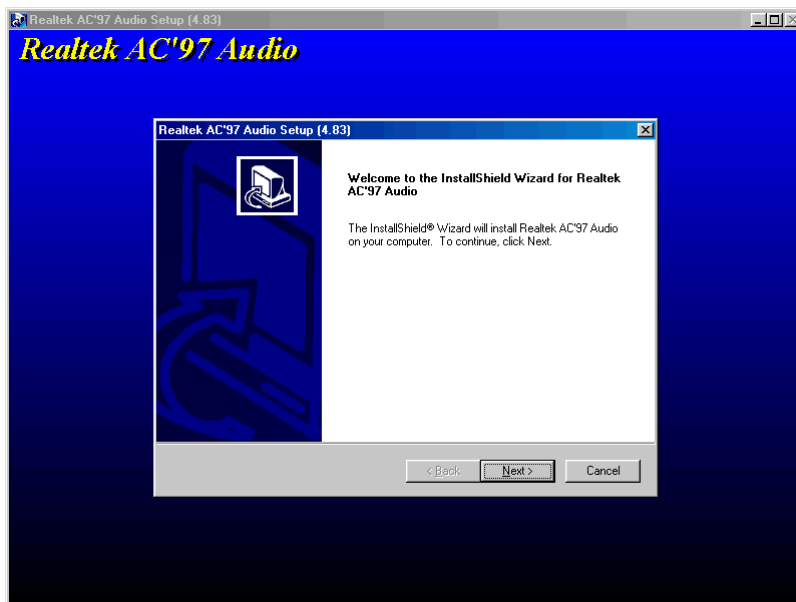 Realtek AC'97 Audio Setup (4.83)
Realtek AC'97 Audio
Realtek AC'97 Audio Setup (4.83)
Welcome to the InstallShield Wizard for Realtek
AC'97 Audio
The InstallShield® Wizard will install Realtek AC'97 Audio
on your computer. To continue, click Next.
< Back
Next >
Cancel